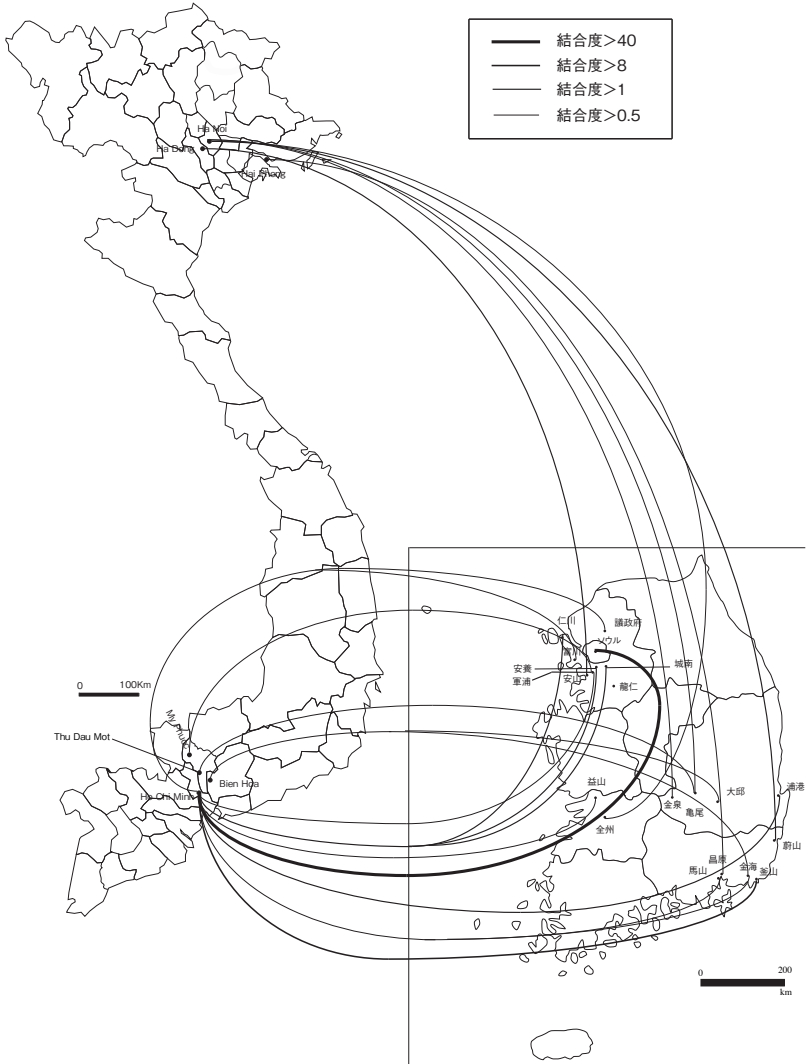 結合度>40
結合度>8
結合度>1
結合度>0.5
Ha Noi
Ha Dong
Hai Phong
仁川
議政府
ソウル
富川
安養
城南
軍浦
安山
龍仁
0 100Km
My Phuoc
Thu Dau Mot
Bien Hoa
Ho Chi Minh
益山
大邱
浦港
金泉
亀尾
全州
蔚山
昌原
馬山
金海
釜山
0 200
km